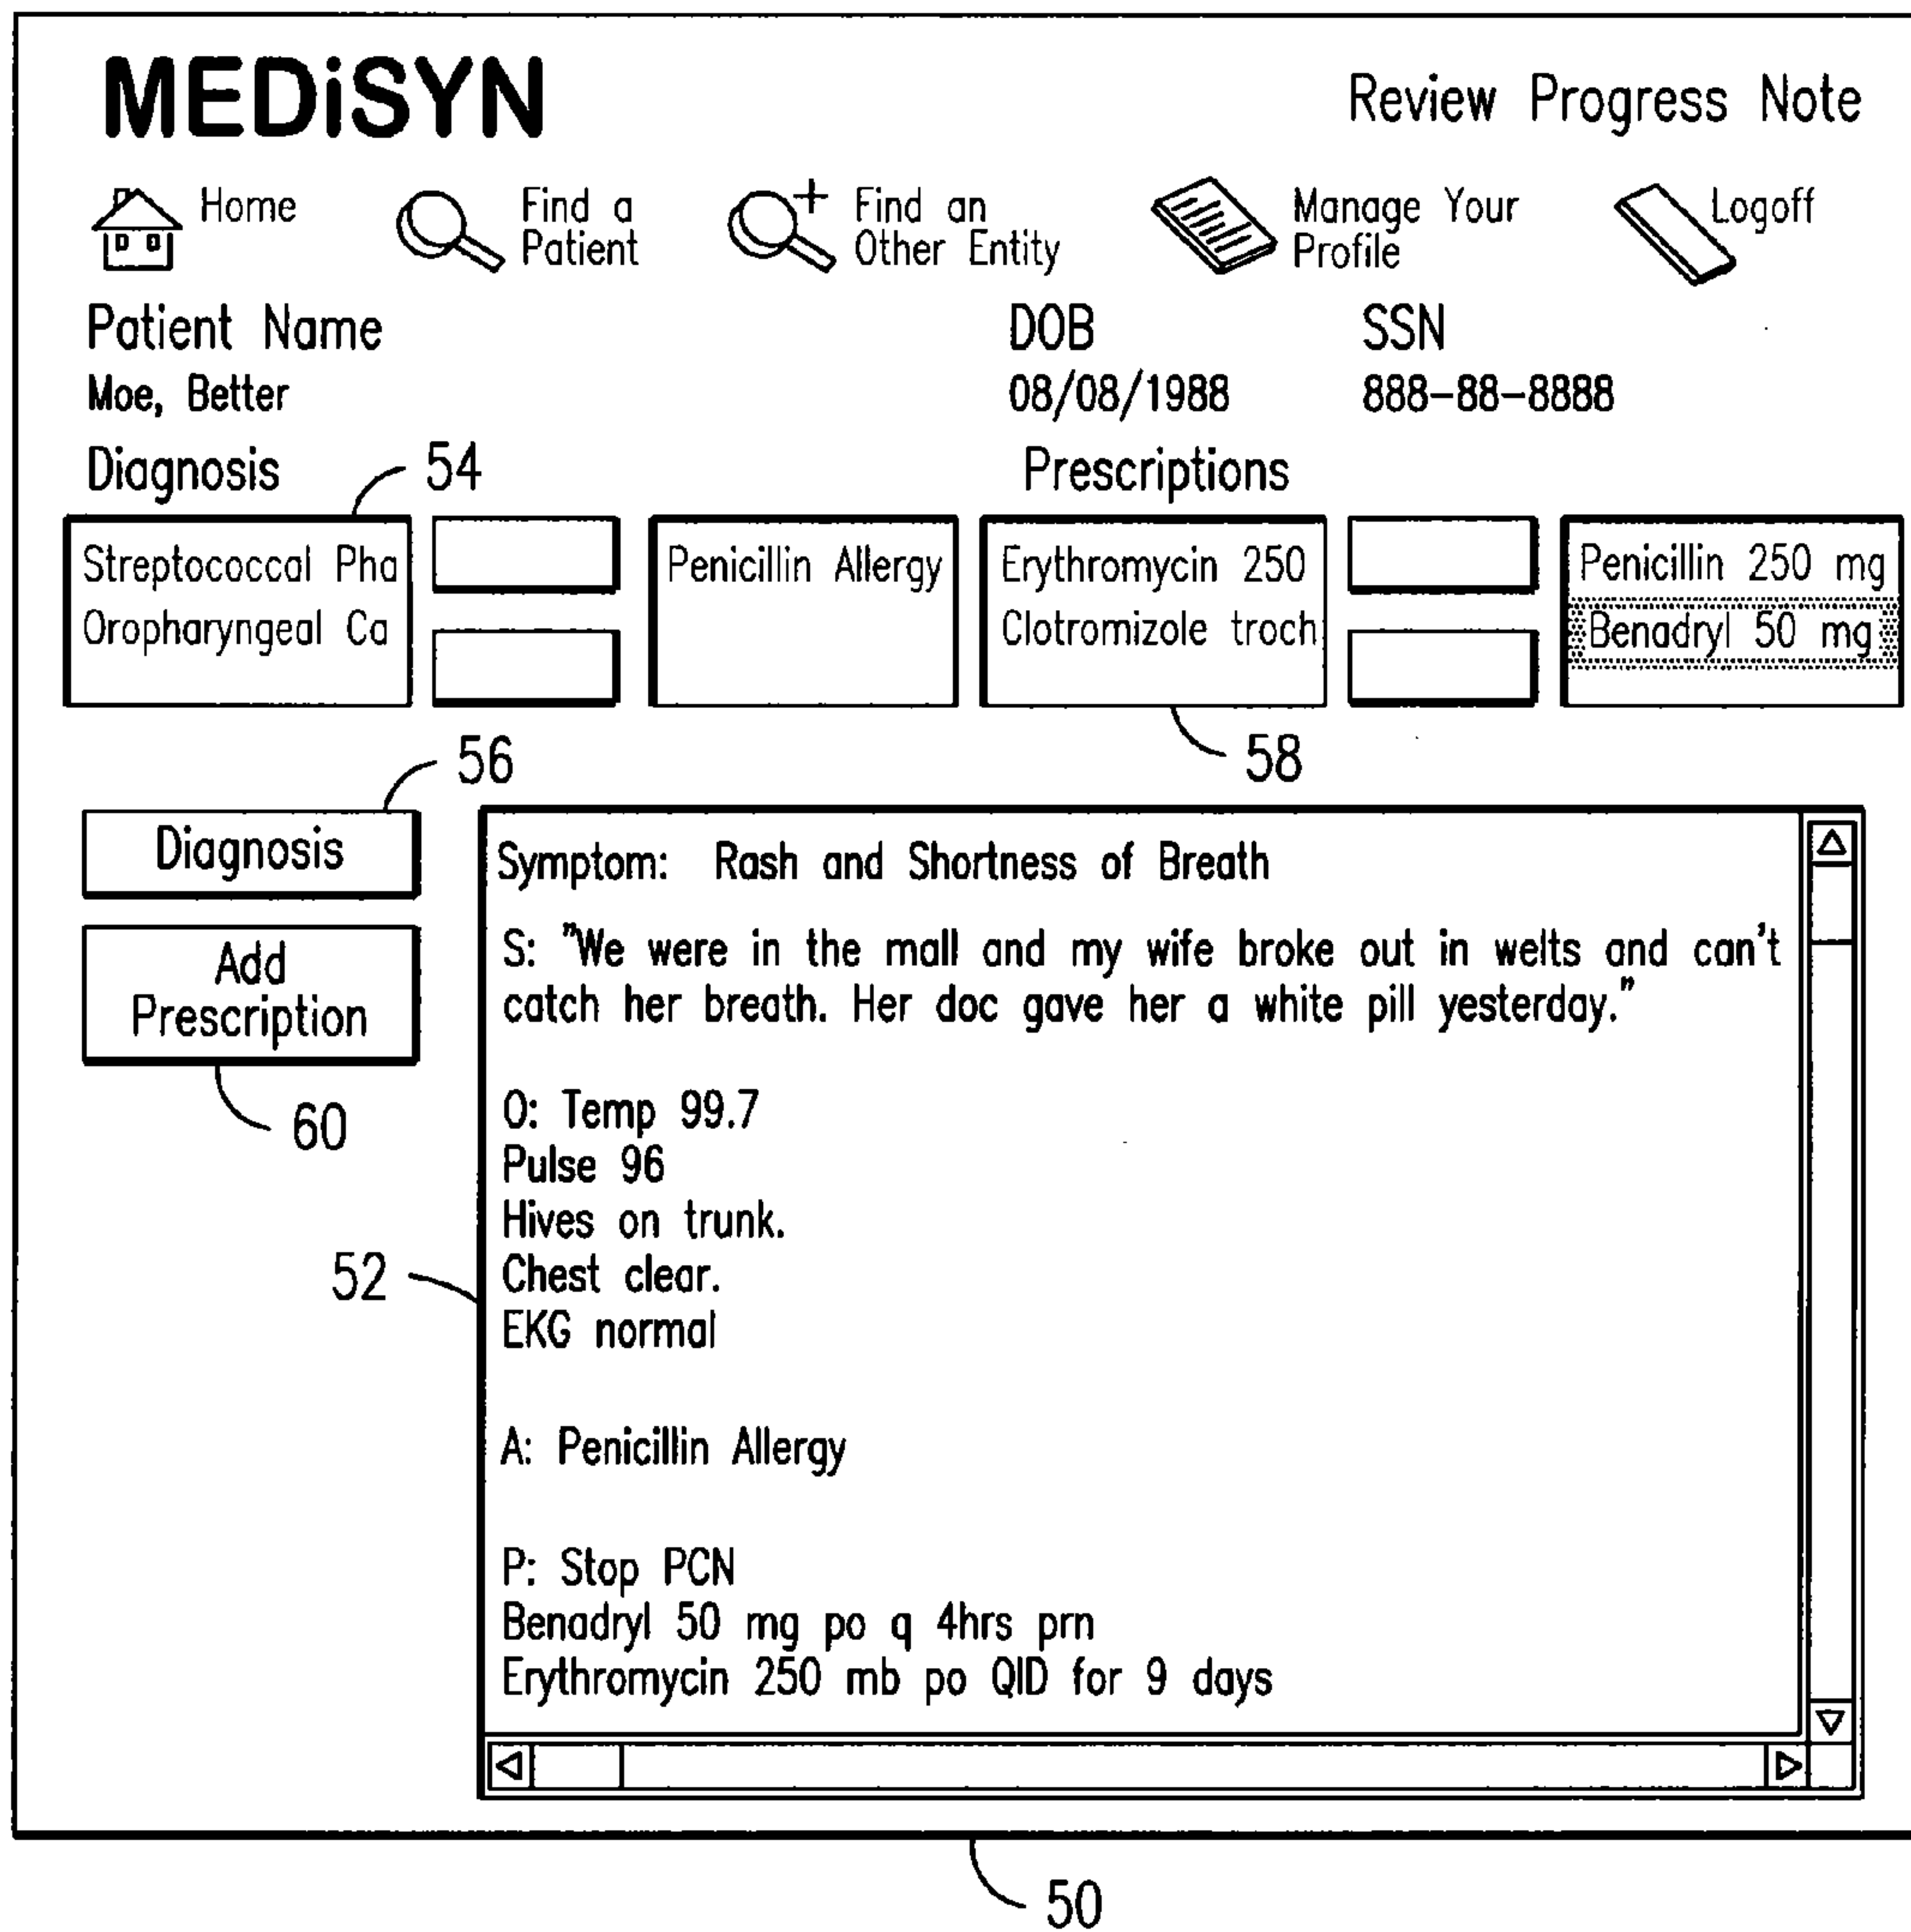 MEDiSYN
Review Progress Note
Home
Find a
Patient
Find an
Other Entity
Manage Your
Profile
Logoff
Patient Name
DOB
SSN
Moe, Better
08/08/1988
888-88-8888
Diagnosis
54
Prescriptions
Streptococcal Pha
Oropharyngeal Ca
Penicillin Allergy
Erythromycin 250
Clotromizole troch
Penicillin 250 mg
Benadryl 50 mg
56
58
Diagnosis
Add
Prescription
60
Symptom: Rash and Shortness of Breath
S: "We were in the mall and my wife broke out in welts and can't
catch her breath. Her doc gave her a white pill yesterday."
O: Temp 99.7
Pulse 96
Hives on trunk.
52
Chest clear.
EKG normal
A: Penicillin Allergy
P: Stop PCN
Benadryl 50 mg po q 4hrs prn
Erythromycin 250 mb po QID for 9 days
50